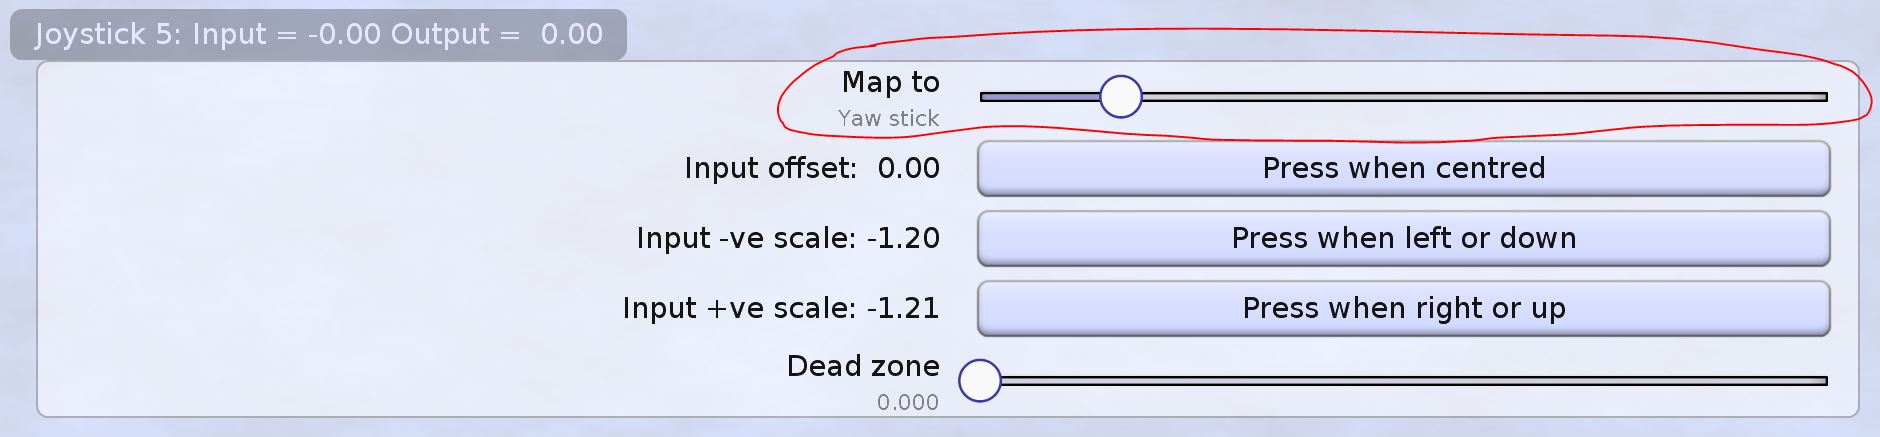 Joystick 5: Input = -0.00 Output =  0.00
Map to
Yaw stick
Input offset:  0.00
Press when centred
Input -ve scale: -1.20
Press when left or down
Input +ve scale: -1.21
Press when right or up
Dead zone
0.000